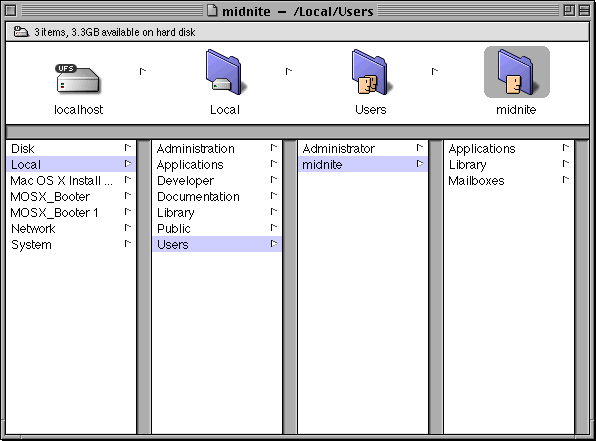 midnite — /Local/Users
3 items, 3.3GB available on hard disk
UFS
localhost
Local
Users
midnite
Disk
Local
Mac OS X Install ...
MOSX_Booter
MOSX_Booter 1
Network
System
Administration
Applications
Developer
Documentation
Library
Public
Users
Administrator
midnite
Applications
Library
Mailboxes